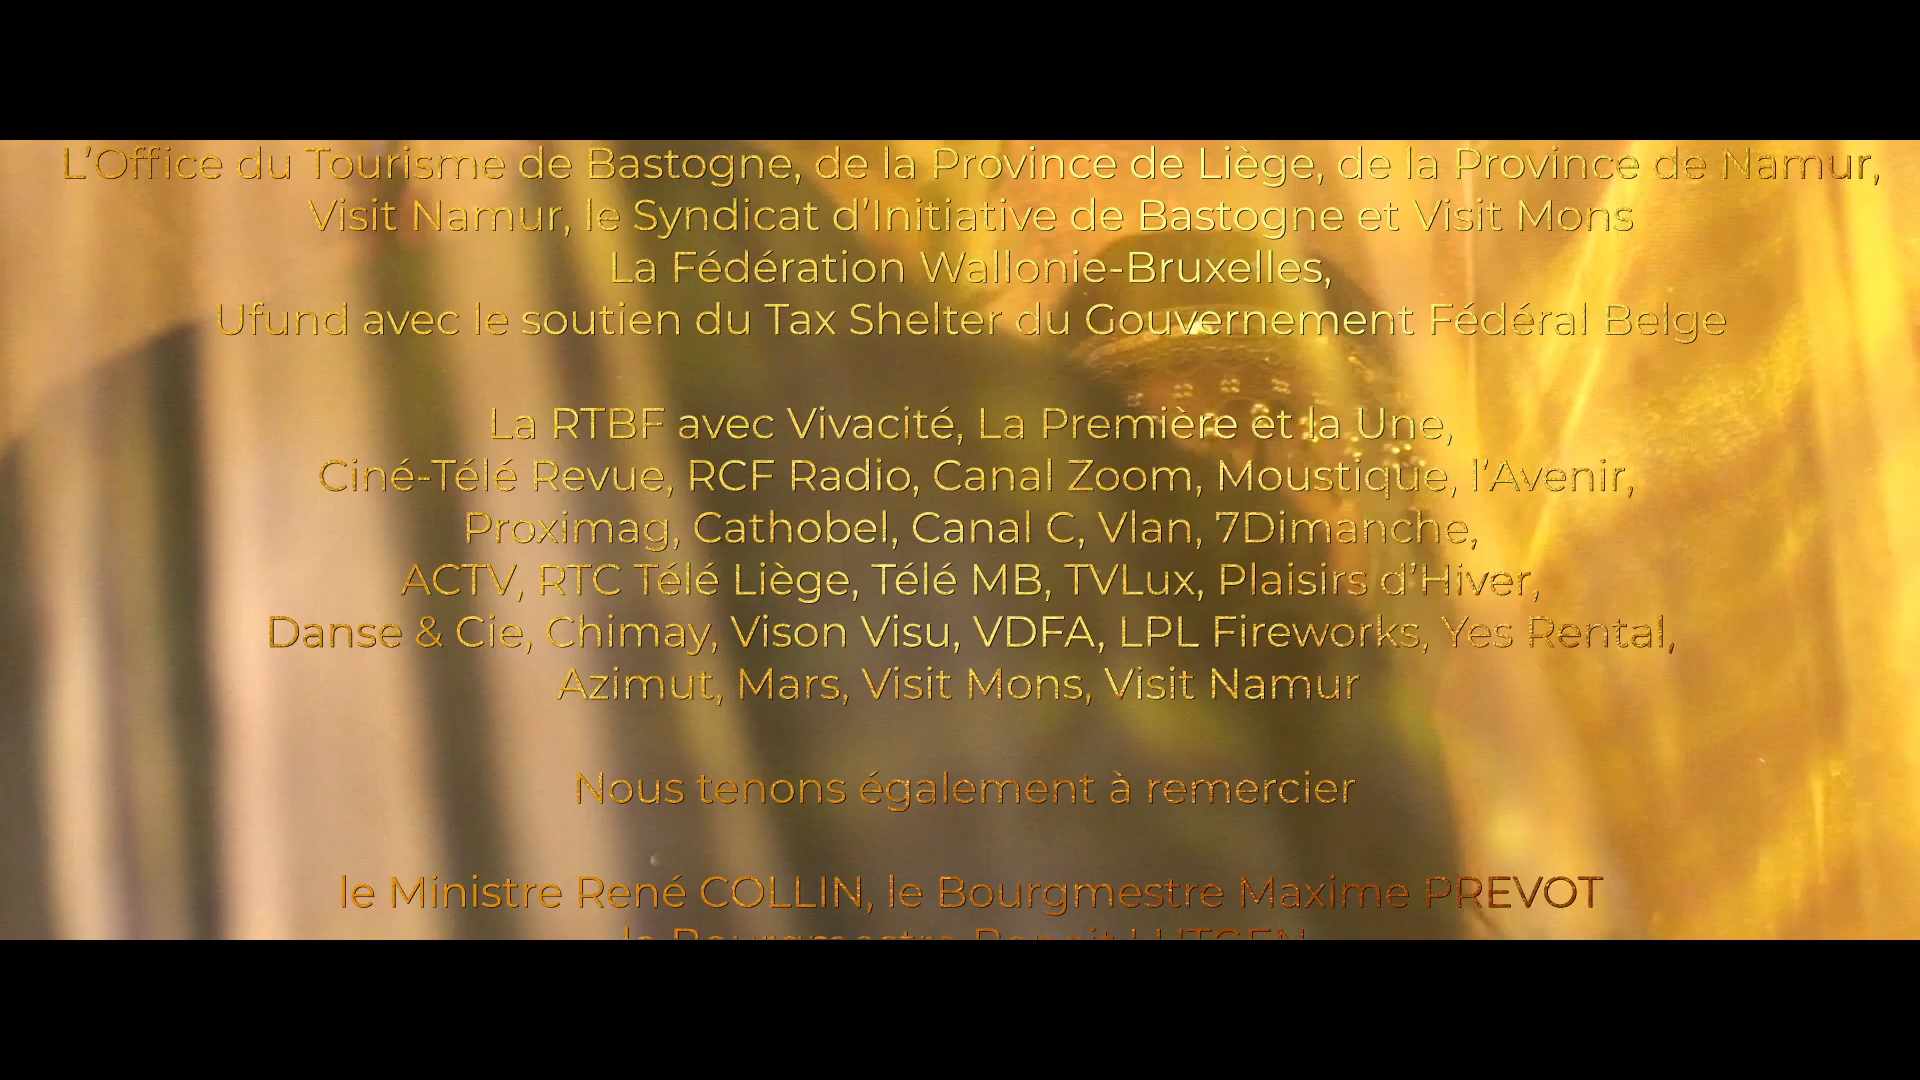 L’Office du Tourisme de Bastogne, de la Province de Liège, de la Province de Namur,
Visit Namur, le Syndicat d’Initiative de Bastogne et Visit Mons
La Fédération Wallonie-Bruxelles,
Ufund avec le soutien du Tax Shelter du Gouvernement Fédéral Belge
La RTBF avec Vivacité, La Première et la Une,
Ciné-Télé Revue, RCF Radio, Canal Zoom, Moustique, l’Avenir,
Proximag, Cathobel, Canal C, Vlan, 7Dimanche,
ACTV, RTC Télé Liège, Télé MB, TVLux, Plaisirs d’Hiver,
Danse & Cie, Chimay, Vison Visu, VDFA, LPL Fireworks, Yes Rental,
Azimut, Mars, Visit Mons, Visit Namur
Nous tenons également à remercier
le Ministre René COLLIN, le Bourgmestre Maxime PREVOT
le Bourgmestre Benoit LUTGEN